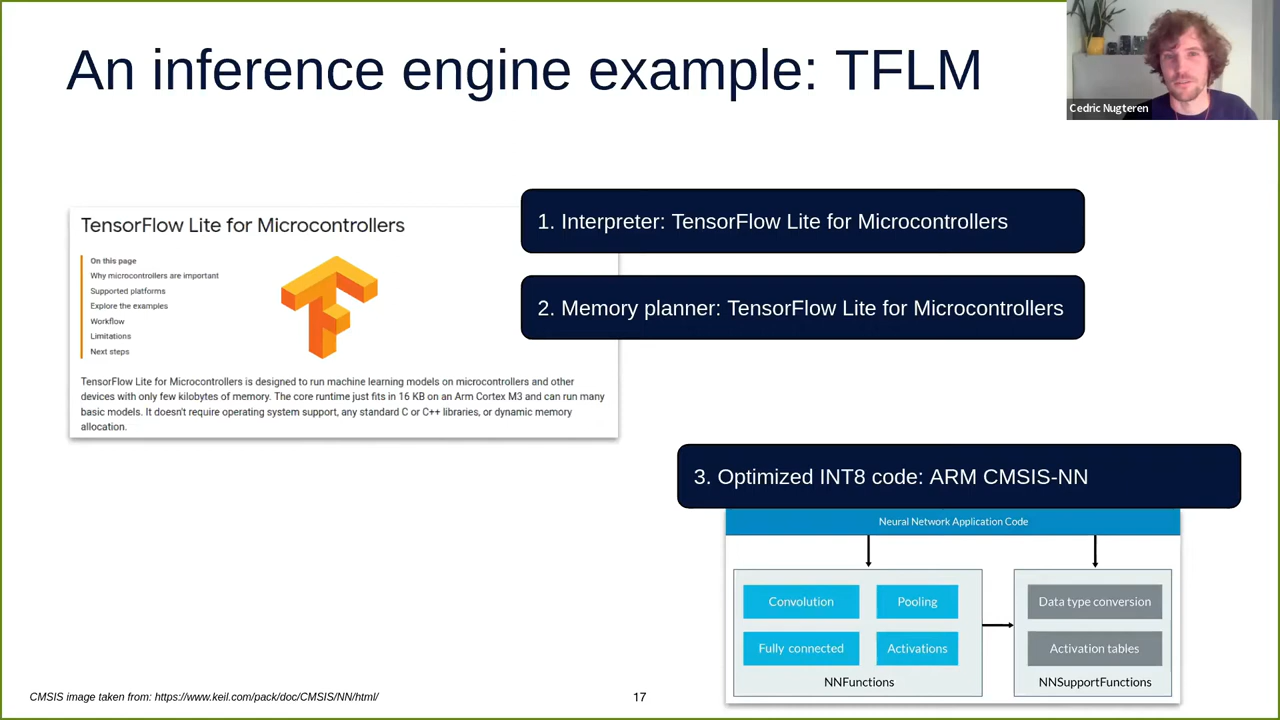 An inference engine example: TFLM
Cedric Nugteren
TensorFlow Lite for Microcontrollers
On this page
Why microcontrollers are important
Supported platforms
Explore the examples
Workflow
Limitations
Next steps
TensorFlow Lite for Microcontrollers is designed to run machine learning models on microcontrollers and other
devices with only few kilobytes of memory. The core runtime just fits in 16 KB on an Arm Cortex M3 and can run many
basic models. It doesn't require operating system support, any standard C or C++ libraries, or dynamic memory
allocation.
1. Interpreter: TensorFlow Lite for Microcontrollers
2. Memory planner: TensorFlow Lite for Microcontrollers
3. Optimized INT8 code: ARM CMSIS-NN
Neural Network Application Code
Convolution
Pooling
Fully connected
Activations
NNFunctions
Data type conversion
Activation tables
NNSupportFunctions
CMSIS image taken from: https://www.keil.com/pack/doc/CMSIS/NN/html/
17